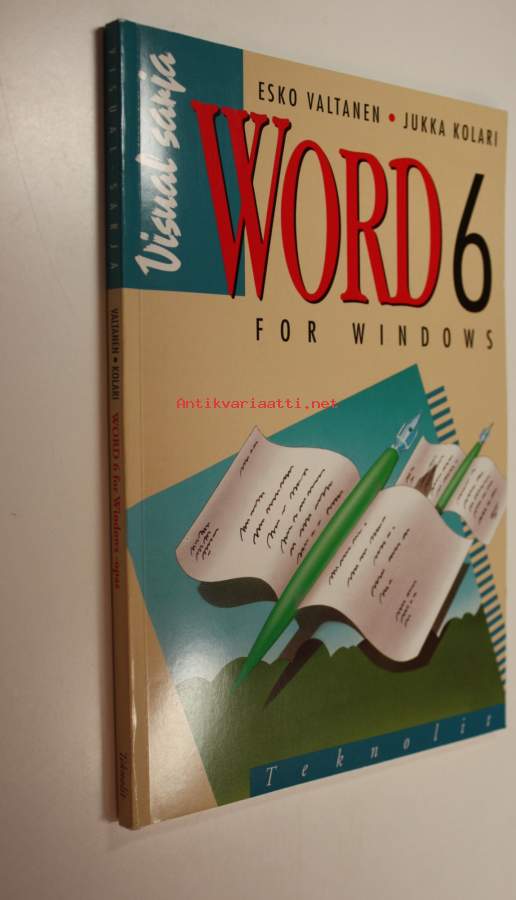 ESKO VALTANEN • JUKKA KOLARI
Visual sarja
WORD 6
FOR WINDOWS
Antikvariaatti.net
Teknolit
VISUAL SARJA
VALTANEN • KOLARI
WORD 6 for Windows -opas
Teknolit